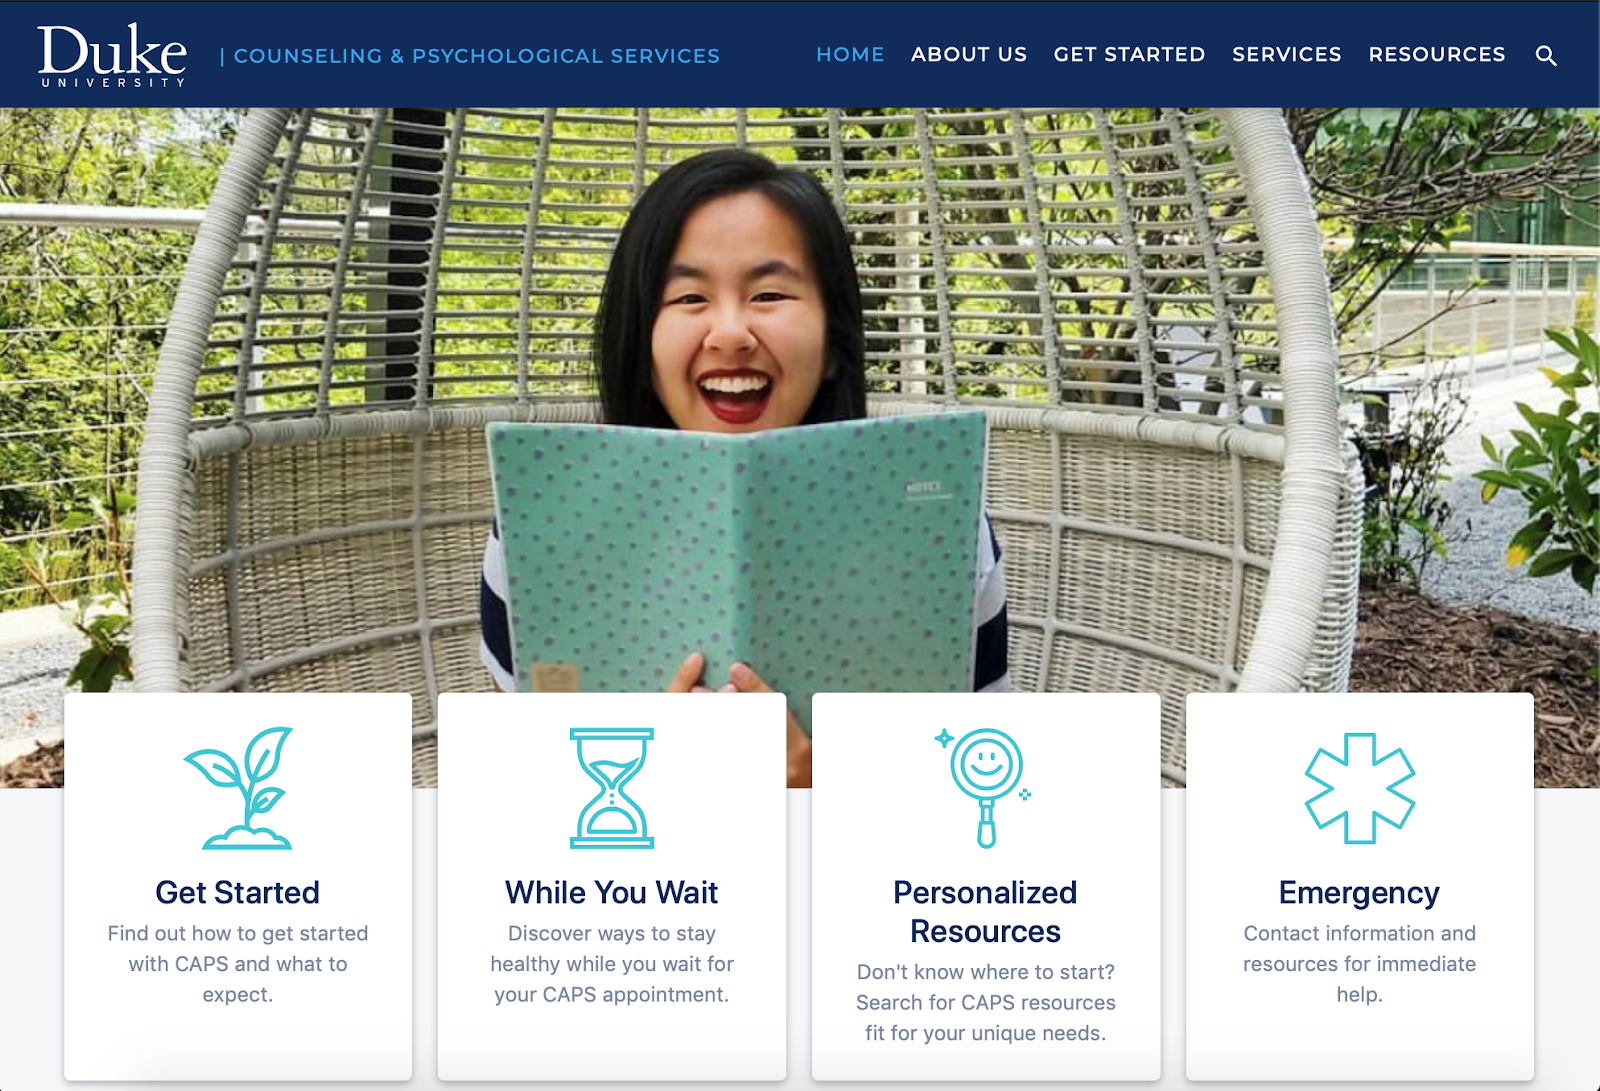 Duke
UNIVERSITY
| COUNSELING & PSYCHOLOGICAL SERVICES
HOME ABOUT US GET STARTED SERVICES RESOURCES
NOTES
Get Started
Find out how to get started
with CAPS and what to
expect.
While You Wait
Discover ways to stay
healthy while you wait for
your CAPS appointment.
Personalized
Resources
Don't know where to start?
Search for CAPS resources
fit for your unique needs.
Emergency
Contact information and
resources for immediate
help.